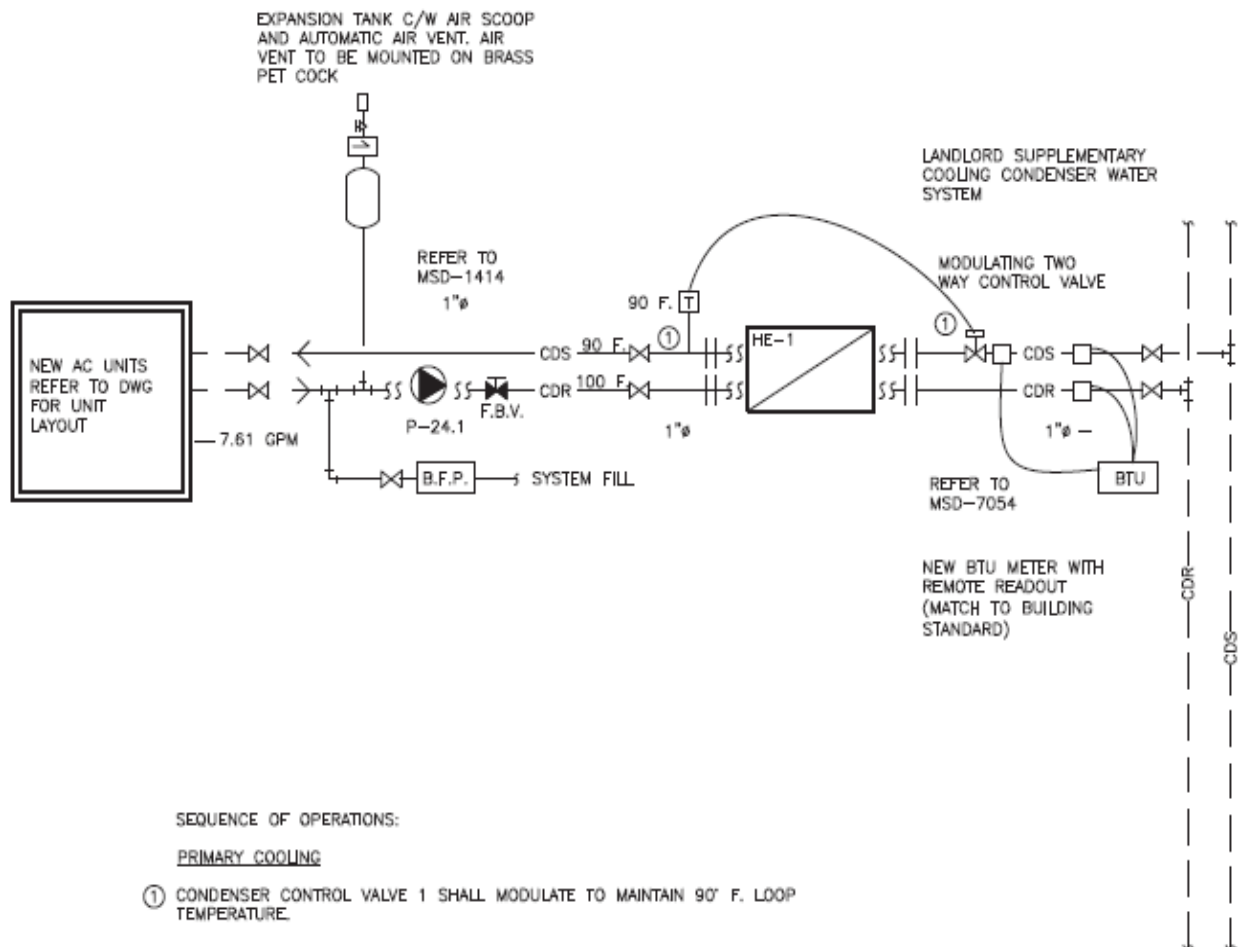 EXPANSION TANK C/W AIR SCOOP
AND AUTOMATIC AIR VENT. AIR
VENT TO BE MOUNTED ON BRASS
PET COCK
LANDLORD SUPPLEMENTARY
COOLING CONDENSER WATER
SYSTEM
REFER TO
MSD-1414
1"ø
MODULATING TWO
WAY CONTROL VALVE
90 F.
T
1
1
NEW AC UNITS
REFER TO DWG
FOR UNIT
LAYOUT
CDS
90 F.
HE-1
CDS
CDR
100 F.
CDR
F.B.V.
P-24.1
7.61 GPM
1"ø
1"ø -
B.F.P.
SYSTEM FILL
REFER TO
MSD-7054
BTU
NEW BTU METER WITH
REMOTE READOUT
(MATCH TO BUILDING
STANDARD)
CDR
CDS
SEQUENCE OF OPERATIONS:
PRIMARY COOLING
1 CONDENSER CONTROL VALVE 1 SHALL MODULATE TO MAINTAIN 90° F. LOOP
TEMPERATURE.